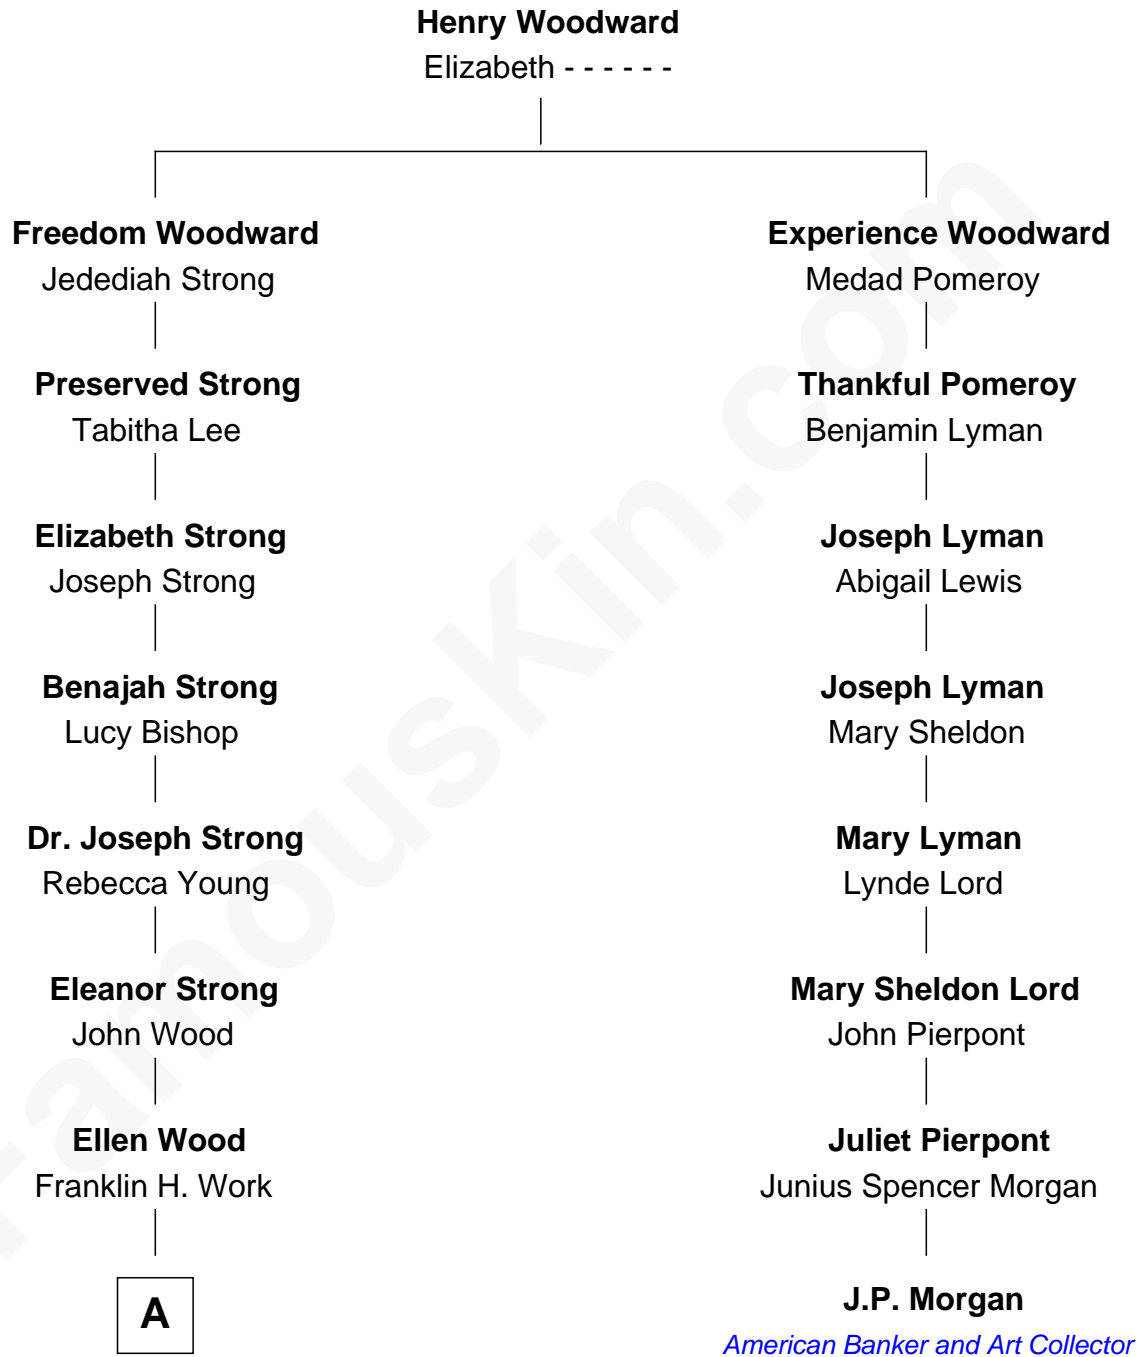 Henry Woodward
Elizabeth - - - - - -
Freedom Woodward
Jedediah Strong
Experience Woodward
Medad Pomeroy
Preserved Strong
Tabitha Lee
Thankful Pomeroy
Benjamin Lyman
Elizabeth Strong
Joseph Strong
Joseph Lyman
Abigail Lewis
Benajah Strong
Lucy Bishop
Joseph Lyman
Mary Sheldon
Dr. Joseph Strong
Rebecca Young
Mary Lyman
Lynde Lord
Eleanor Strong
John Wood
Mary Sheldon Lord
John Pierpont
Ellen Wood
Franklin H. Work
Juliet Pierpont
Junius Spencer Morgan
A
J.P. Morgan
American Banker and Art Collector
FamousKin.com